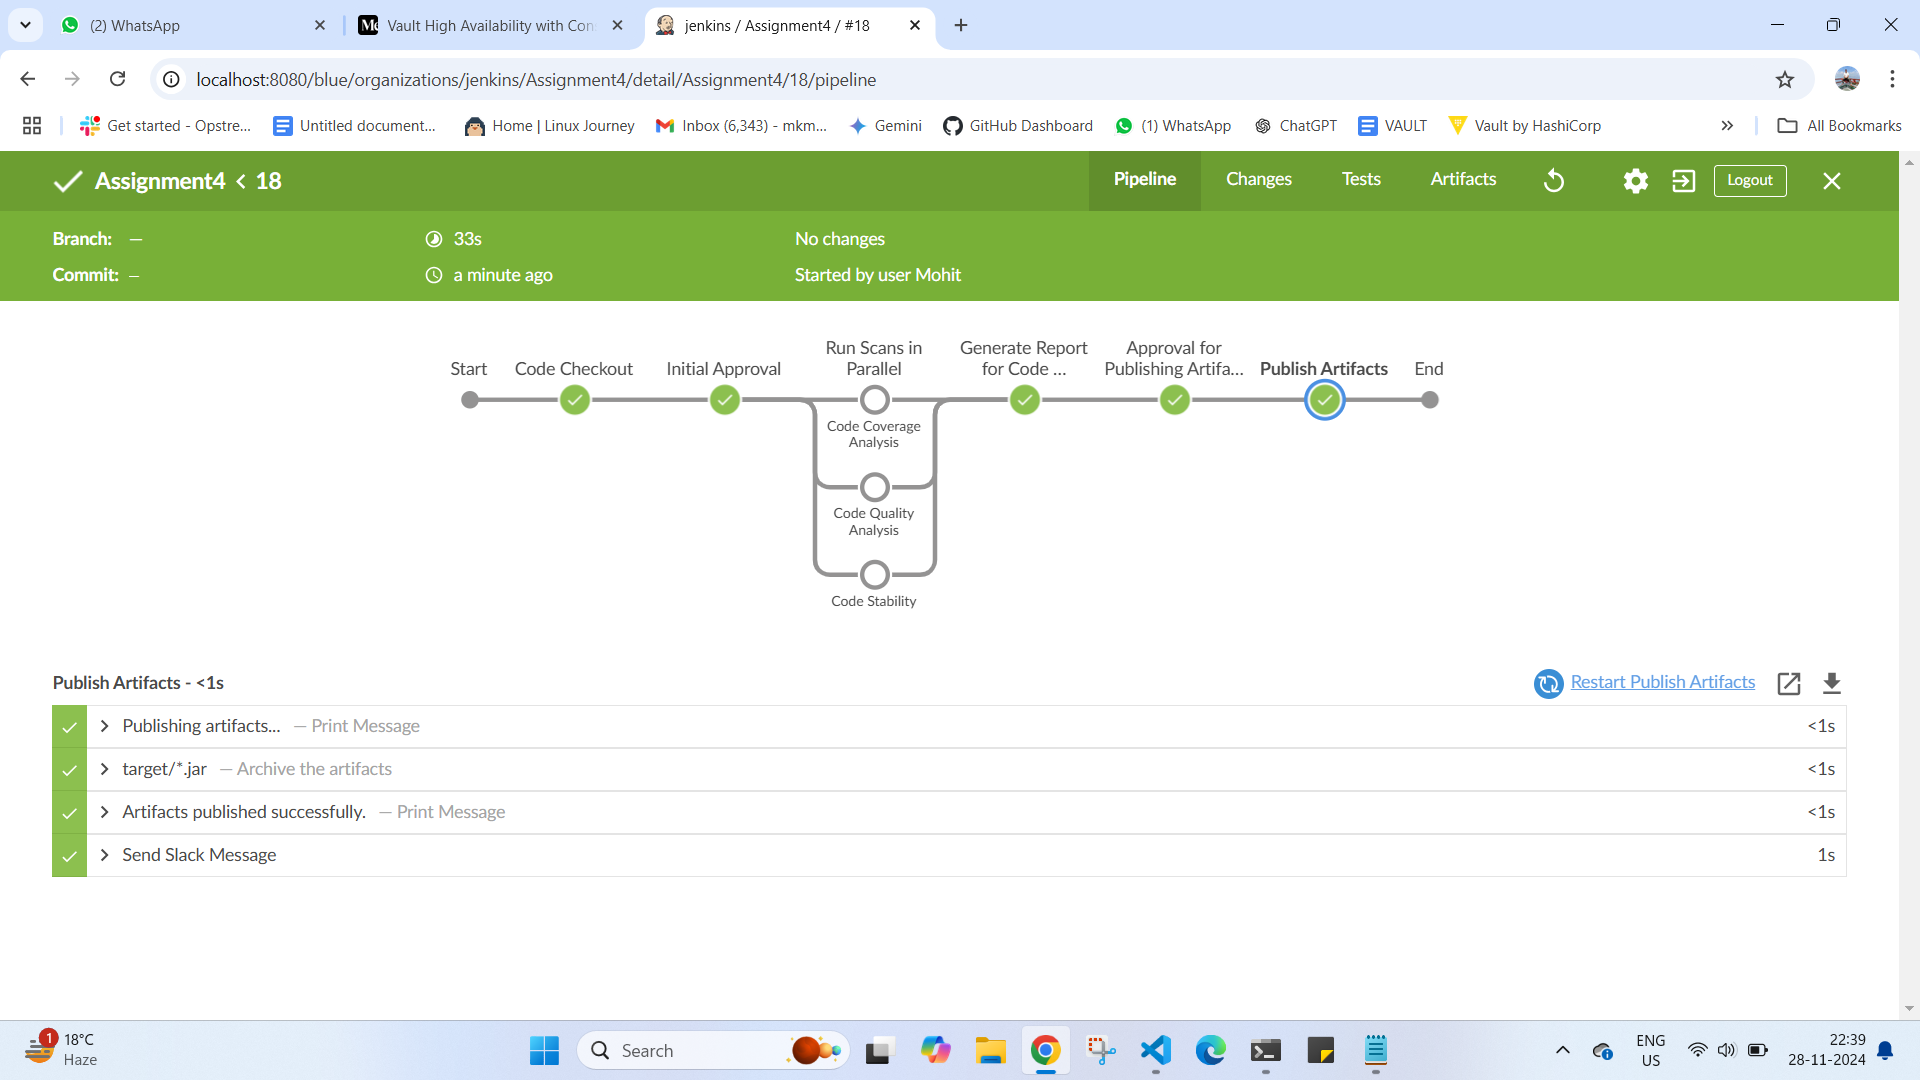 (2) WhatsApp
Vault High Availability with Con
jenkins / Assignment4 / #18
localhost:8080/blue/organizations/jenkins/Assignment4/detail/Assignment4/18/pipeline
Get started - Opstre...
Untitled document...
Home | Linux Journey
Inbox (6,343) - mkm...
Gemini
GitHub Dashboard
(1) WhatsApp
ChatGPT
VAULT
Vault by HashiCorp
All Bookmarks
Assignment4 < 18
Pipeline
Changes
Tests
Artifacts
Logout
Branch: —
33s
No changes
Commit: –
a minute ago
Started by user Mohit
Start
Code Checkout
Initial Approval
Run Scans in
Parallel
Generate Report
for Code ...
Approval for
Publishing Artifa...
Publish Artifacts
End
Code Coverage
Analysis
Code Quality
Analysis
Code Stability
Publish Artifacts - <1s
Restart Publish Artifacts
Publishing artifacts... — Print Message <1s
target/*.jar — Archive the artifacts <1s
Artifacts published successfully. — Print Message <1s
Send Slack Message 1s
1
18°C
Haze
Search
ENG
US
22:39
28-11-2024